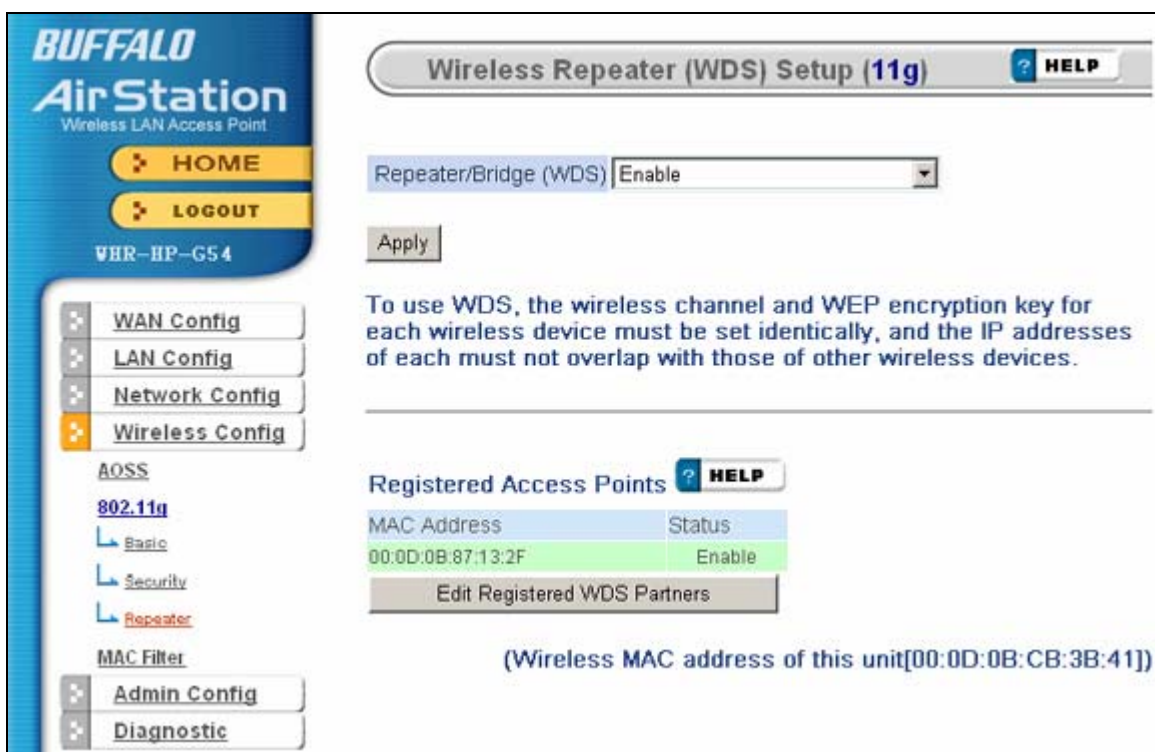 BUFFALO
AirStation
Wireless LAN Access Point
HOME
LOGOUT
WHR-HP-G54
WAN Config
LAN Config
Network Config
Wireless Config
AOSS
802.11g
Basic
Security
Repeater
MAC Filter
Admin Config
Diagnostic
Wireless Repeater (WDS) Setup (11g)
? HELP
Repeater/Bridge (WDS) Enable
Apply
To use WDS, the wireless channel and WEP encryption key for
each wireless device must be set identically, and the IP addresses
of each must not overlap with those of other wireless devices.
Registered Access Points ? HELP
MAC Address Status
00:0D:0B:87:13:2F Enable
Edit Registered WDS Partners
(Wireless MAC address of this unit[00:0D:0B:CB:3B:41])